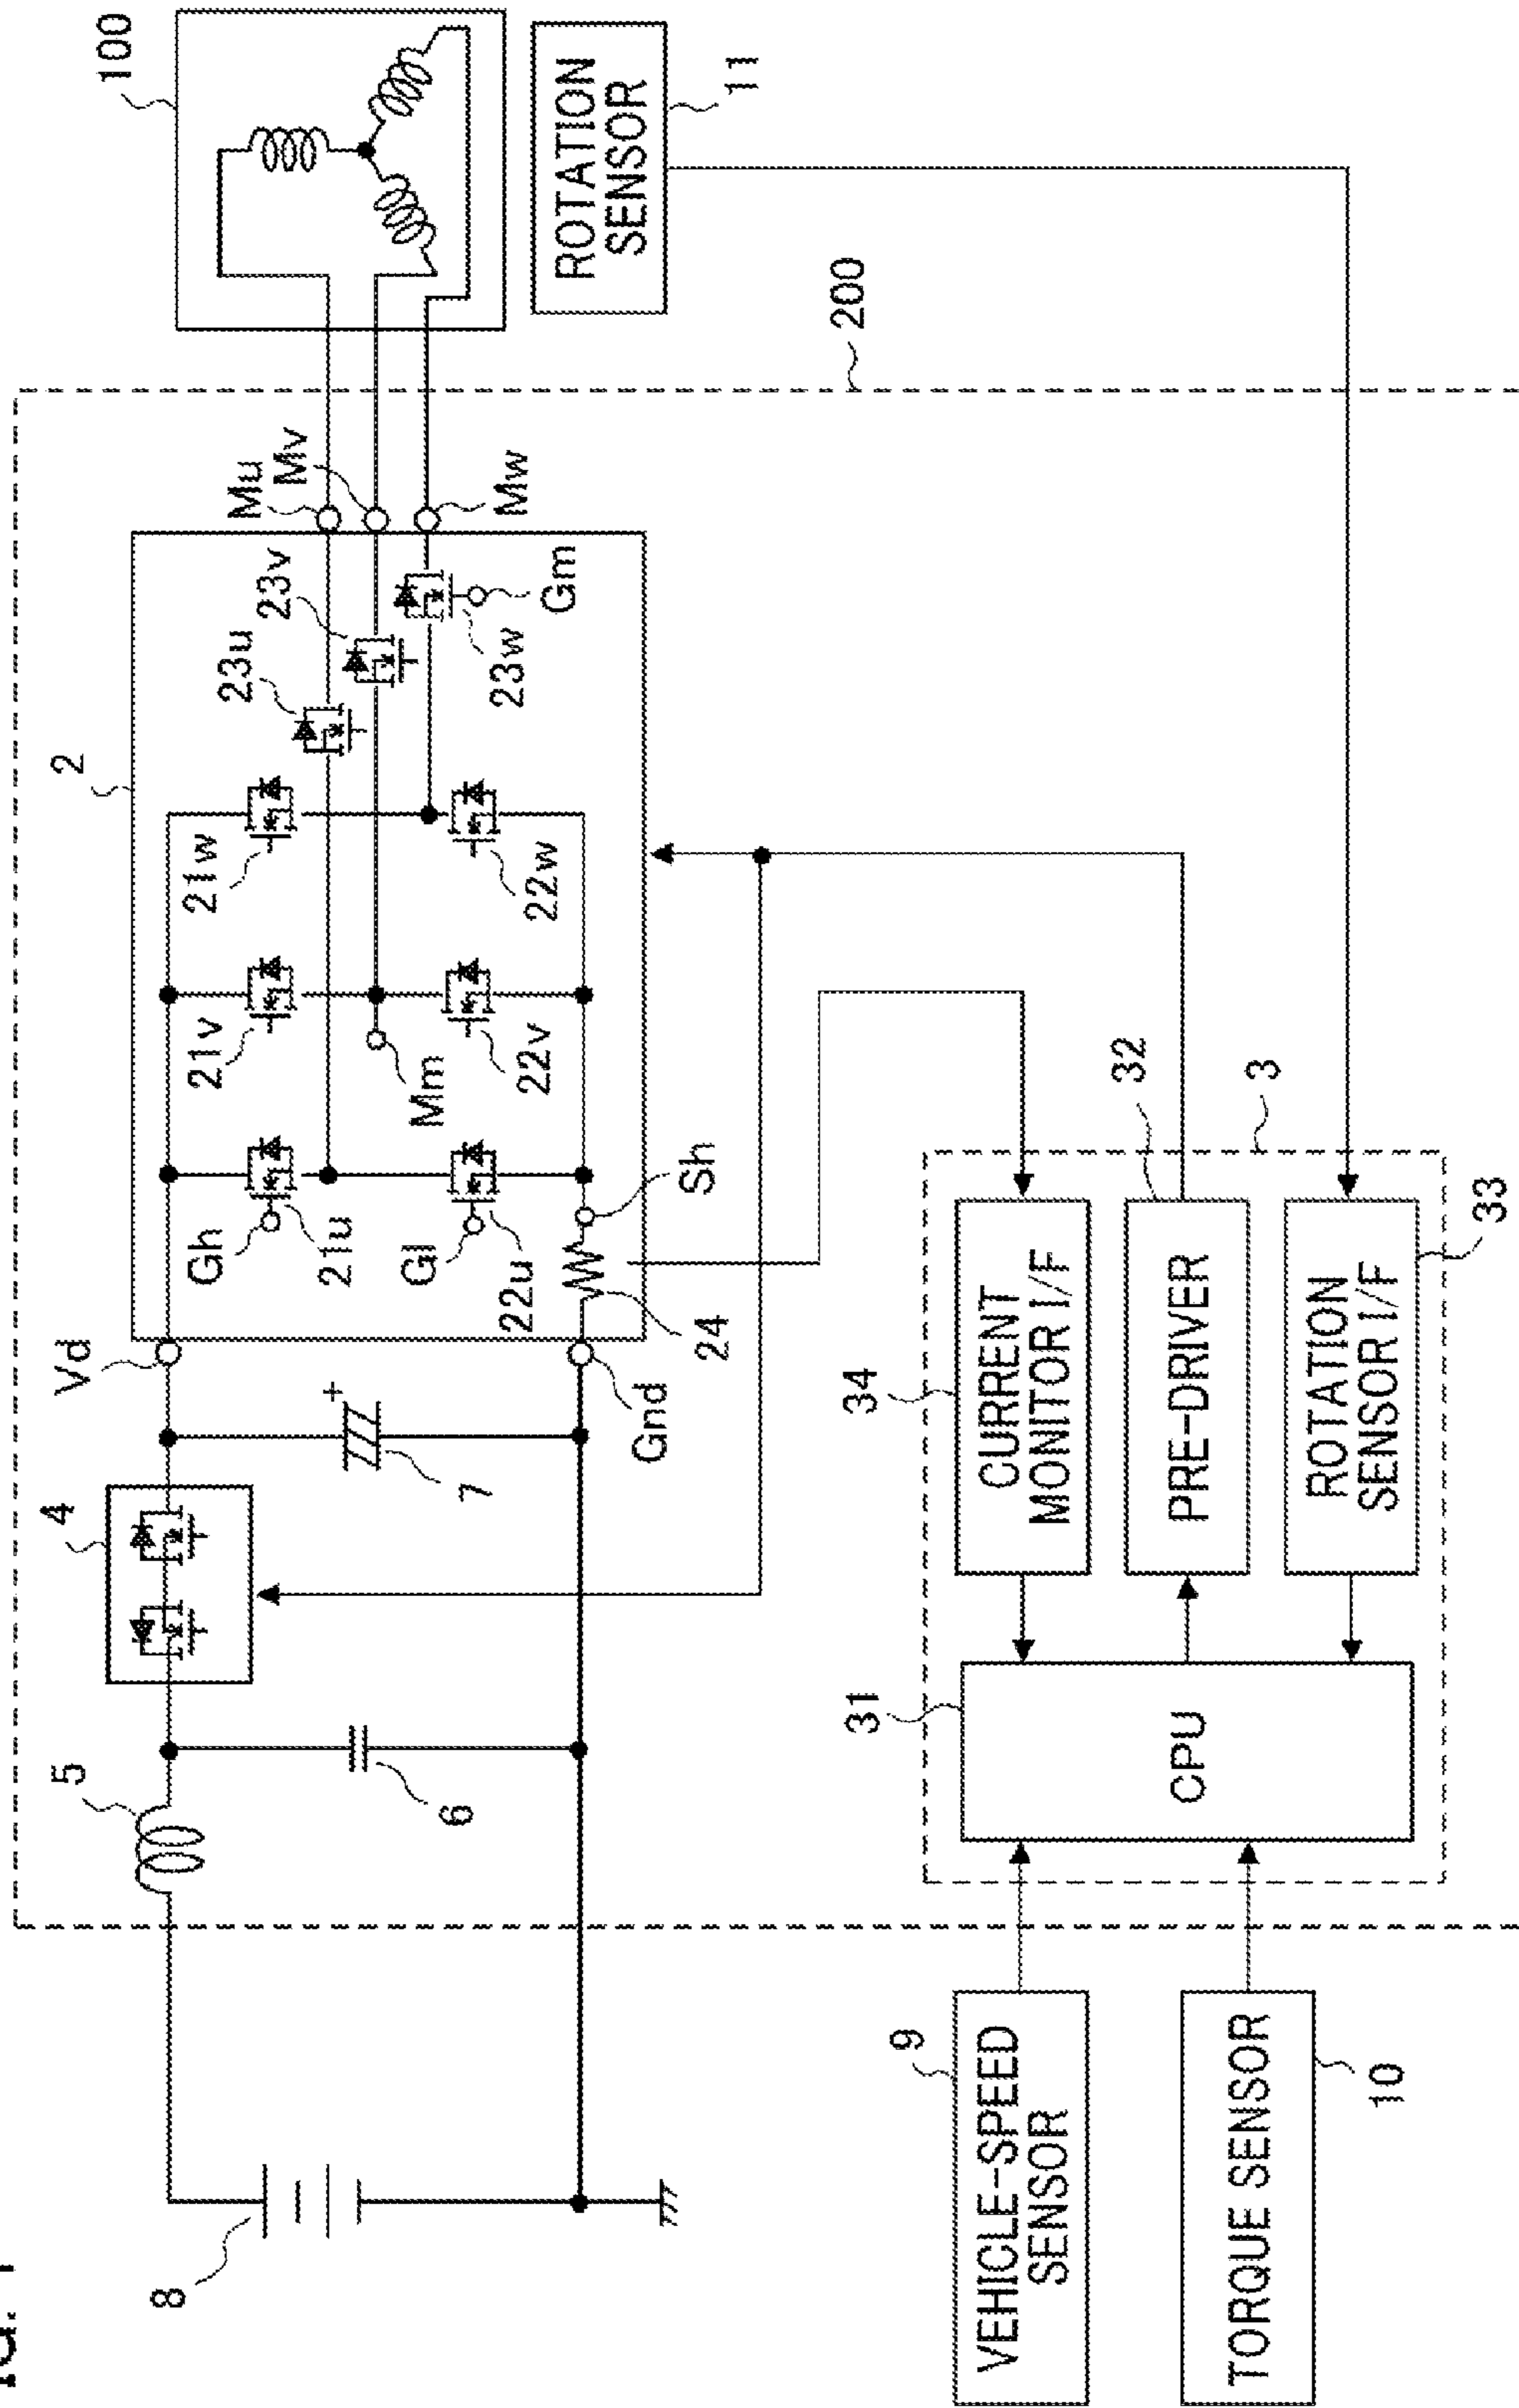 100
ROTATION
SENSOR
11
200
Mu
Mv
Mw
2
23u
23v
23w
Gm
21w
22w
21v
22v
Mm
Gh
21u
Gl
22u
Sh
24
Vd
Gnd
4
7
5
6
8
3
32
34
CURRENT
MONITOR I/F
PRE-DRIVER
ROTATION
SENSOR I/F
33
31
CPU
9
VEHICLE-SPEED
SENSOR
TORQUE SENSOR
10
+